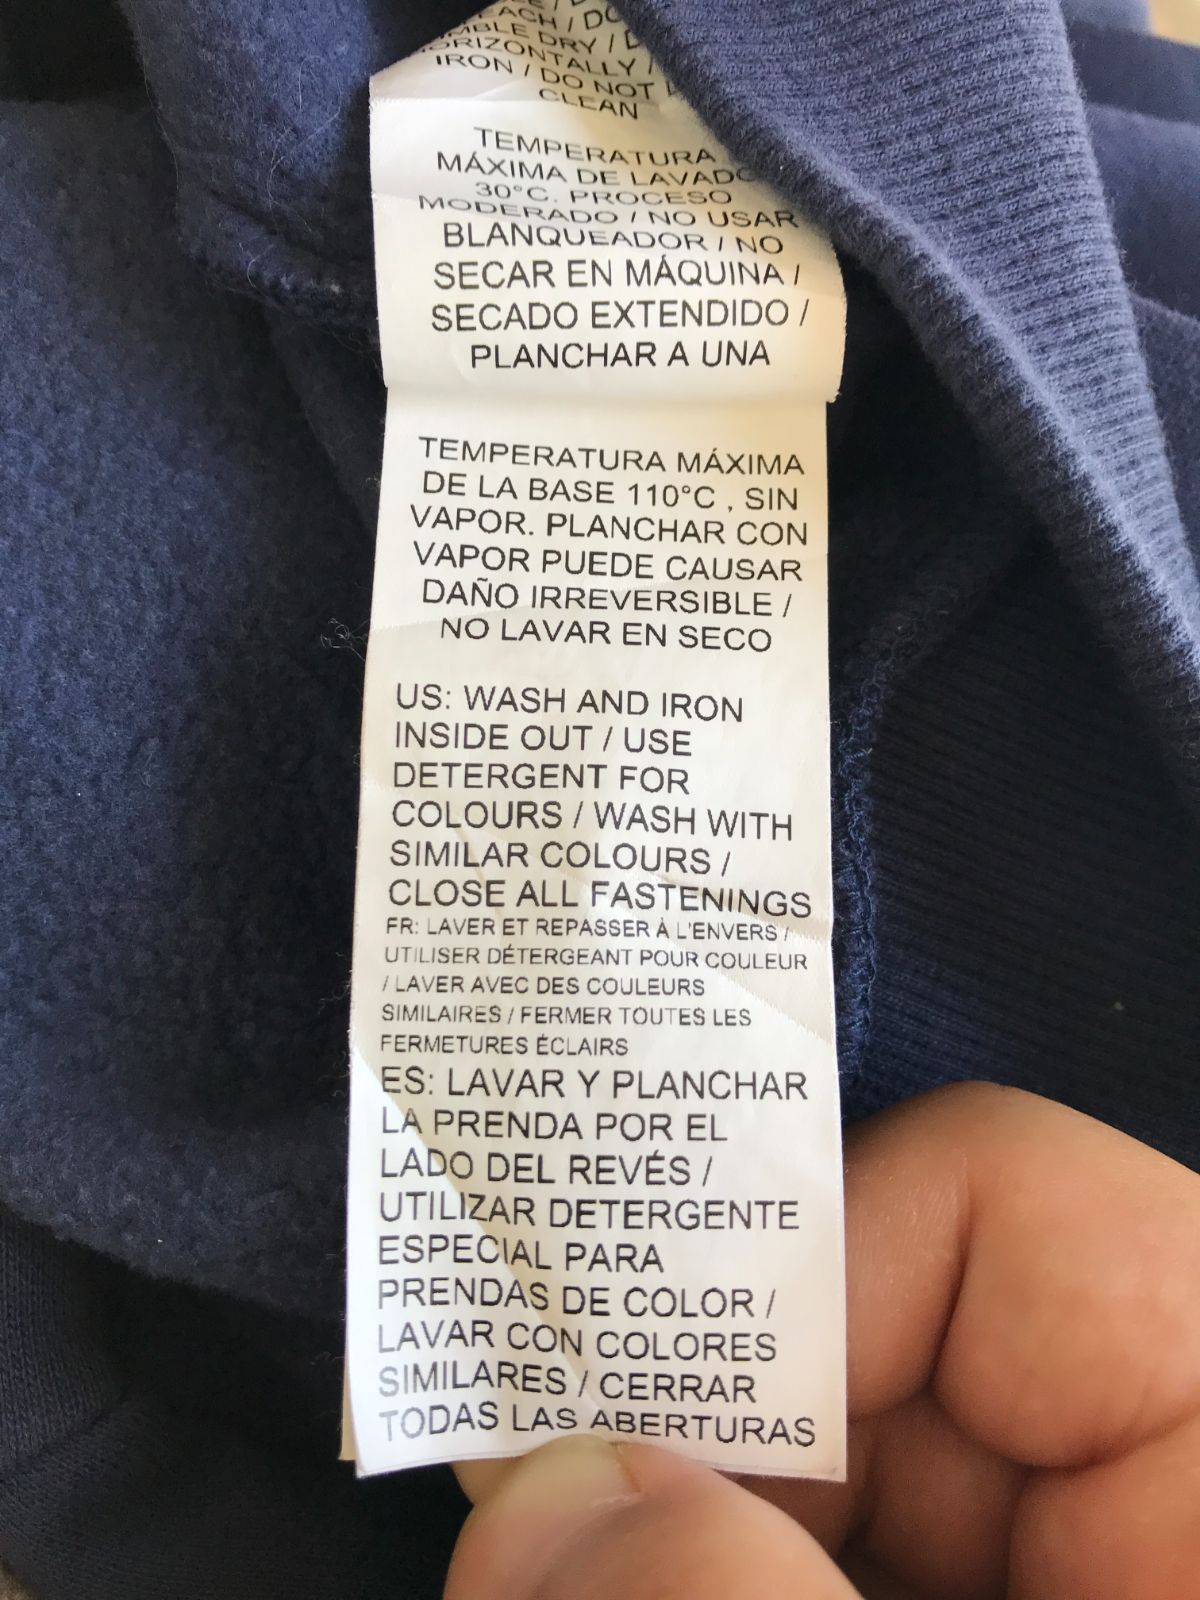 EACH / DO
MBLE DRY /
ORIZONTALLY /
IRON / DO NOT
CLEAN
TEMPERATURA
MÁXIMA DE LAVADO
30°C. PROCESO
MODERADO / NO USAR
BLANQUEADOR / NO
SECAR EN MÁQUINA /
SECADO EXTENDIDO /
PLANCHAR A UNA
TEMPERATURA MÁXIMA
DE LA BASE 110°C , SIN
VAPOR. PLANCHAR CON
VAPOR PUEDE CAUSAR
DAÑO IRREVERSIBLE /
NO LAVAR EN SECO
US: WASH AND IRON
INSIDE OUT / USE
DETERGENT FOR
COLOURS / WASH WITH
SIMILAR COLOURS /
CLOSE ALL FASTENINGS
FR: LAVER ET REPASSER À L'ENVERS /
UTILISER DÉTERGEANT POUR COULEUR
/ LAVER AVEC DES COULEURS
SIMILAIRES / FERMER TOUTES LES
FERMETURES ÉCLAIRS
ES: LAVAR Y PLANCHAR
LA PRENDA POR EL
LADO DEL REVÉS /
UTILIZAR DETERGENTE
ESPECIAL PARA
PRENDAS DE COLOR /
LAVAR CON COLORES
SIMILARES / CERRAR
TODAS LAS ABERTURAS